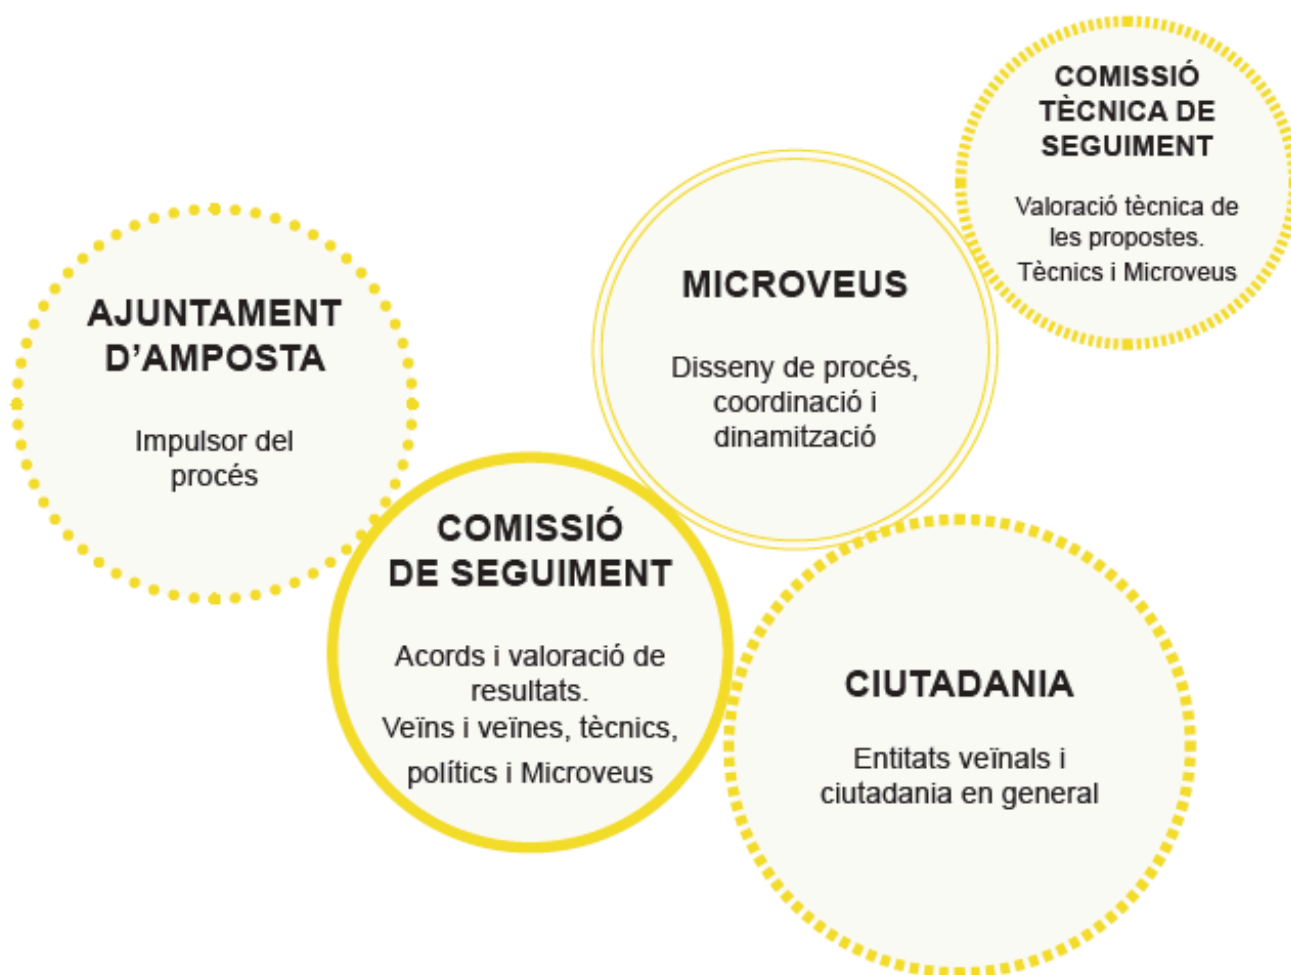 AJUNTAMENT
D’AMPOSTA
Impulsor del
procés
COMISSIÓ
DE SEGUIMENT
Acords i valoració de
resultats.
Veïns i veïnes, tècnics,
polítics i Microveus
MICROVEUS
Disseny de procés,
coordinació i
dinamització
COMISSIÓ
TÈCNICA DE
SEGUIMENT
Valoració tècnica de
les propostes.
Tècnics i Microveus
CIUTADANIA
Entitats veïnals i
ciutadania en general